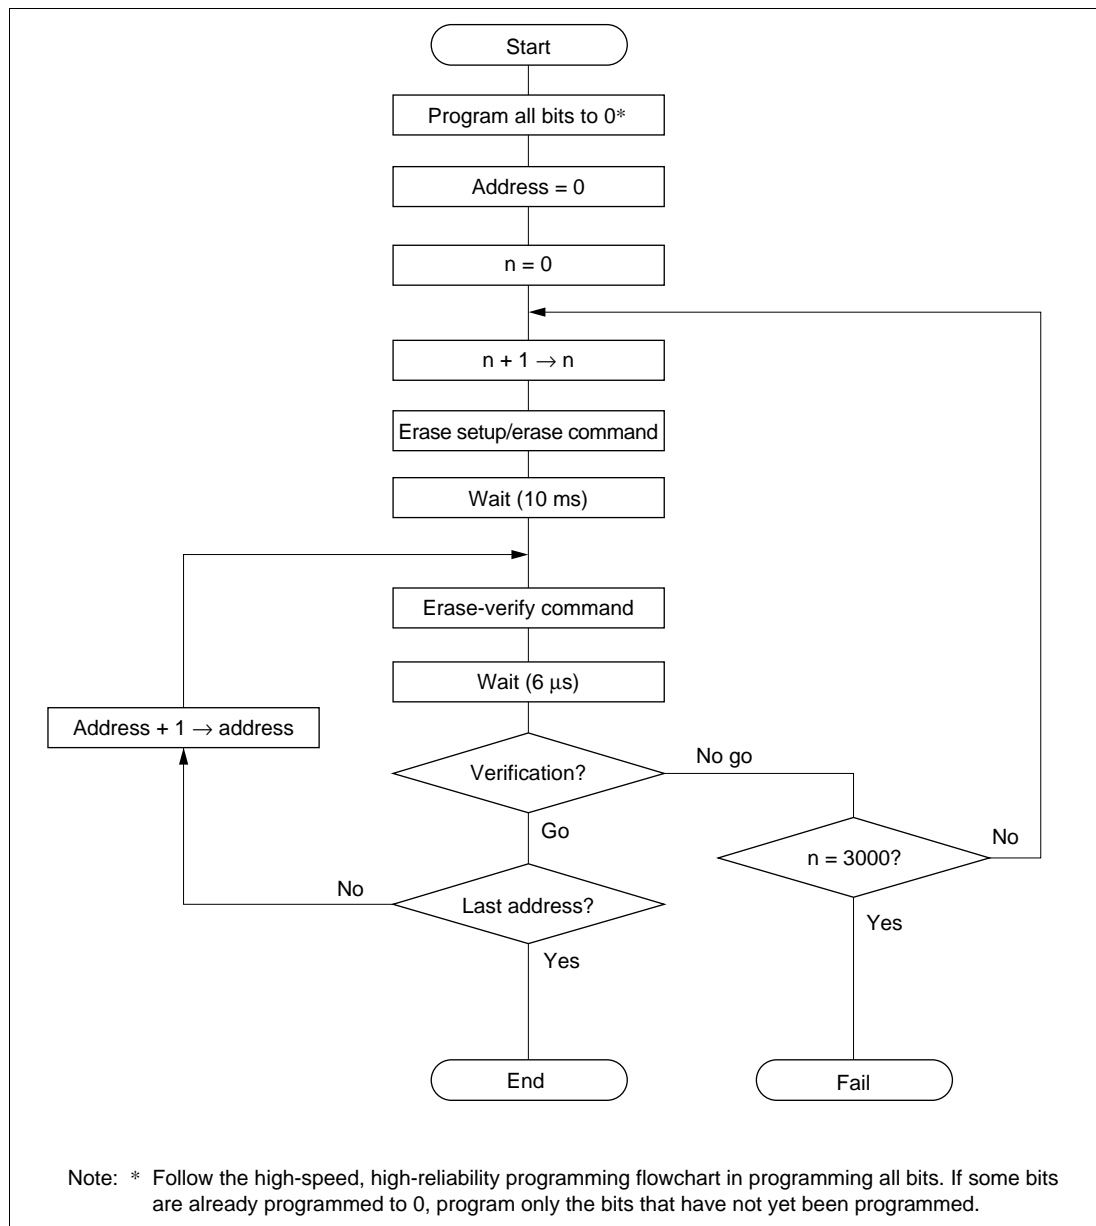 Start
Program all bits to 0*
Address = 0
n = 0
n + 1 → n
Erase setup/erase command
Wait (10 ms)
Erase-verify command
Wait (6 μs)
Address + 1 → address
Verification?
No go
Go
n = 3000?
No
No
Last address?
Yes
Yes
End
Fail
Note: * Follow the high-speed, high-reliability programming flowchart in programming all bits. If some bits
are already programmed to 0, program only the bits that have not yet been programmed.